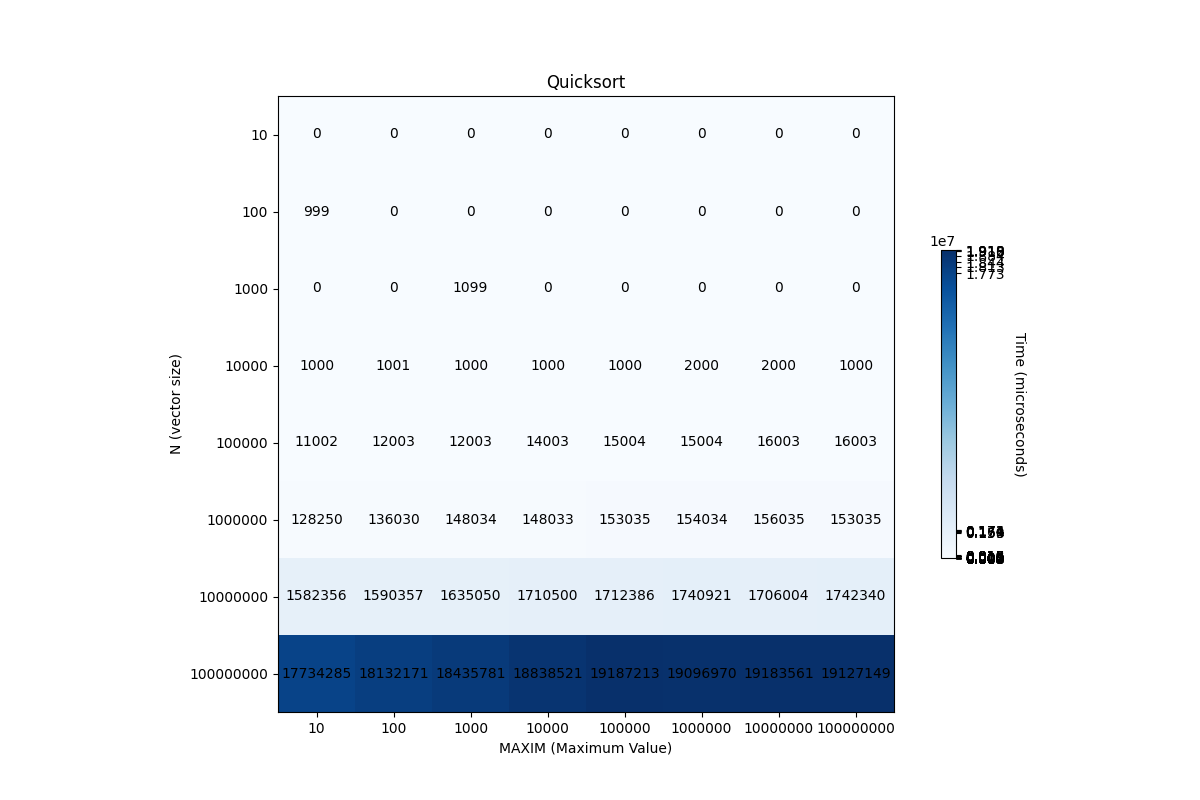 Quicksort
10 0 0 0 0 0 0 0 0
100 999 0 0 0 0 0 0 0
1000 0 0 1099 0 0 0 0 0
10000 1000 1001 1000 1000 1000 2000 2000 1000
100000 11002 12003 12003 14003 15004 15004 16003 16003
1000000 128250 136030 148034 148033 153035 154034 156035 153035
10000000 1582356 1590357 1635050 1710500 1712386 1740921 1706004 1742340
100000000 17734285 18132171 18435781 18838521 19187213 19096970 19183561 19127149
10 100 1000 10000 100000 1000000 10000000 100000000
MAXIM (Maximum Value)
N (vector size)
1e7
1.844
1.813
1.773
Time (microseconds)